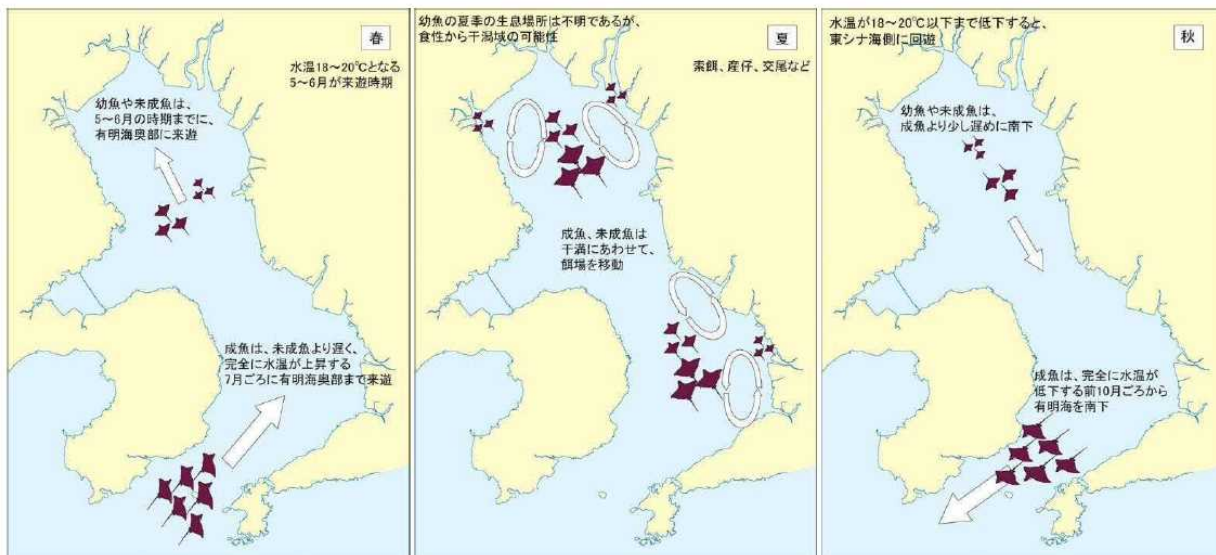 春
水温18～20℃となる
5～6月が来遊時期
幼魚や未成魚は、
5～6月の時期までに、
有明海奥部に来遊
成魚は、未成魚より遅く、
完全に水温が上昇する
7月ごろに有明海奥部まで来遊
幼魚の夏季の生息場所は不明であるが、
食性から干潟域の可能性
夏
索餌、産仔、交尾など
成魚、未成魚は
干満にあわせて、
餌場を移動
水温が18～20℃以下まで低下すると、
東シナ海側に回遊
秋
幼魚や未成魚は、
成魚より少し遅めに南下
成魚は、完全に水温が
低下する前10月ごろから
有明海を南下